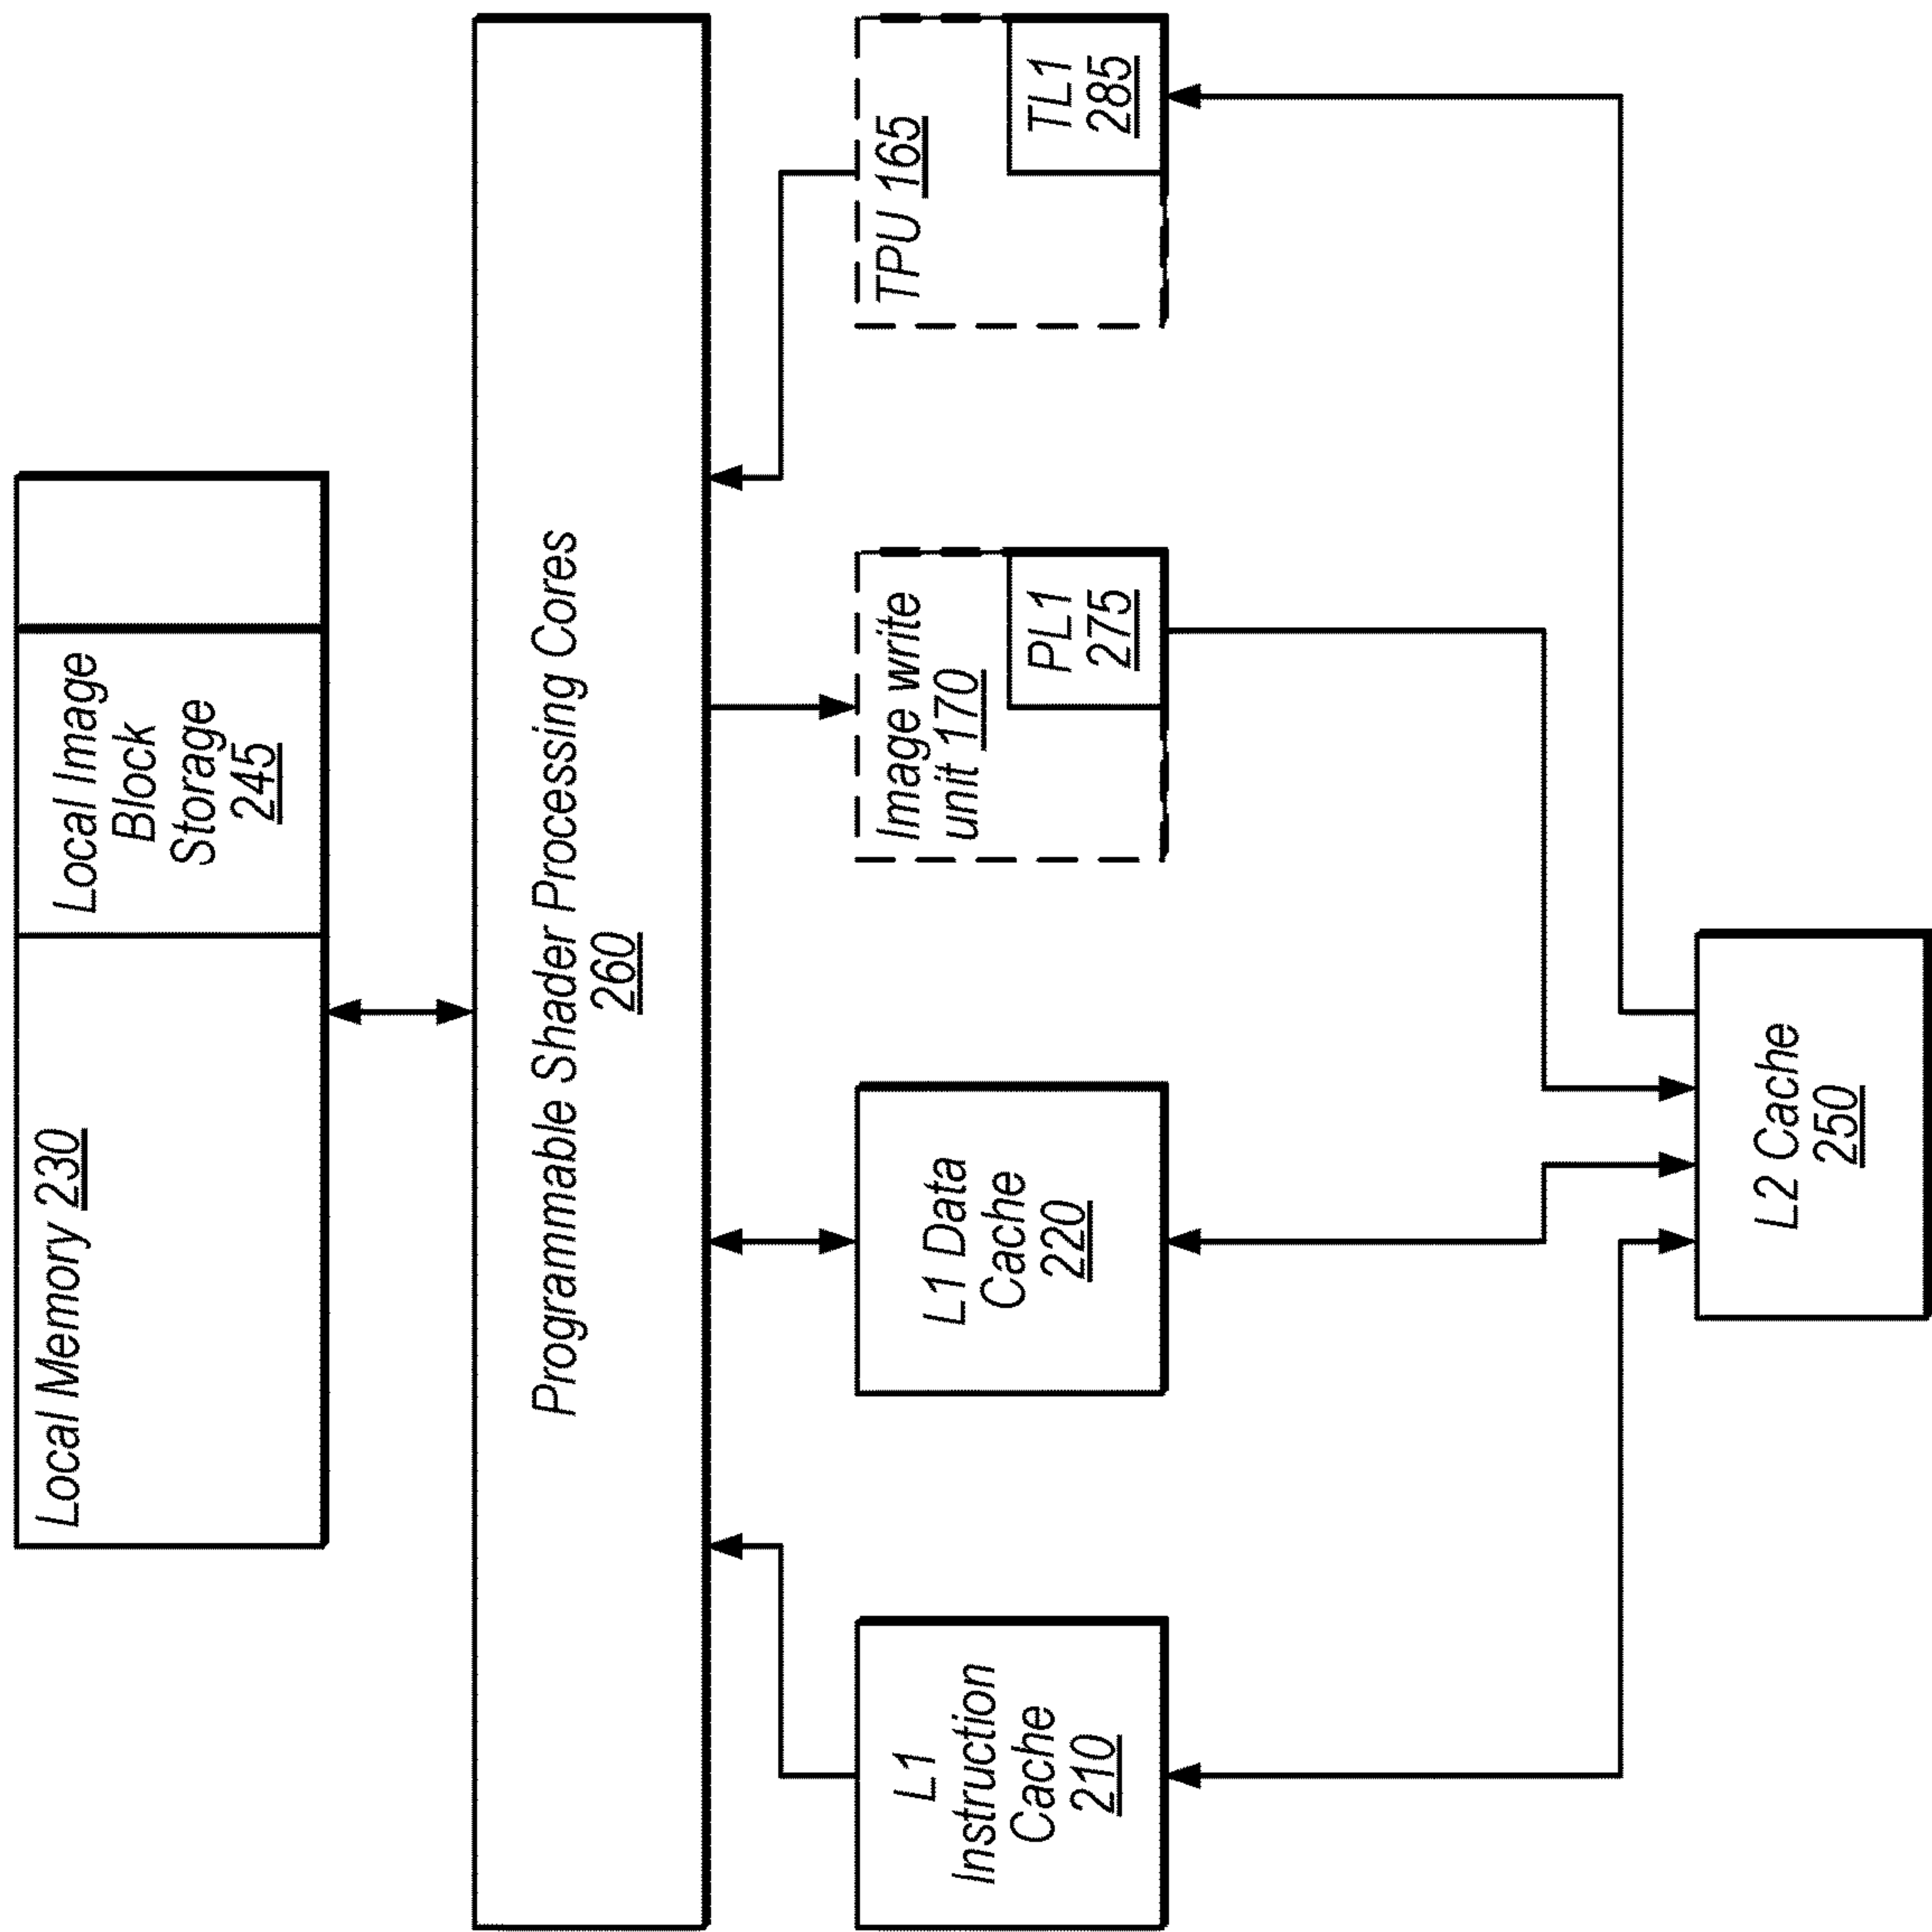 Local Memory 230
Local Image
Block
Storage
245
Programmable Shader Processing Cores
260
L1
Instruction
Cache
210
L1 Data
Cache
220
Image write
unit 170
PL1
275
TPU 165
TL1
285
L2 Cache
250